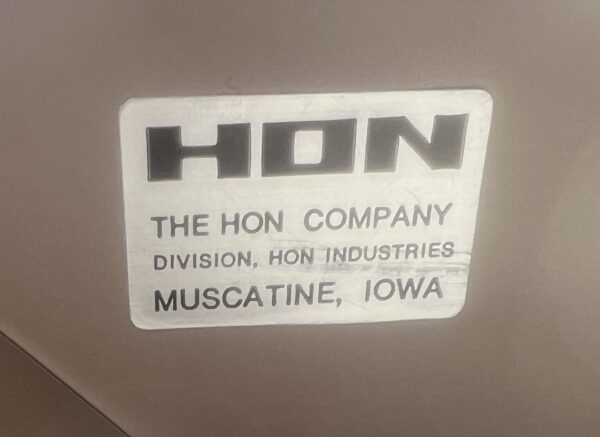 HON
THE HON COMPANY
DIVISION, HON INDUSTRIES
MUSCATINE, IOWA